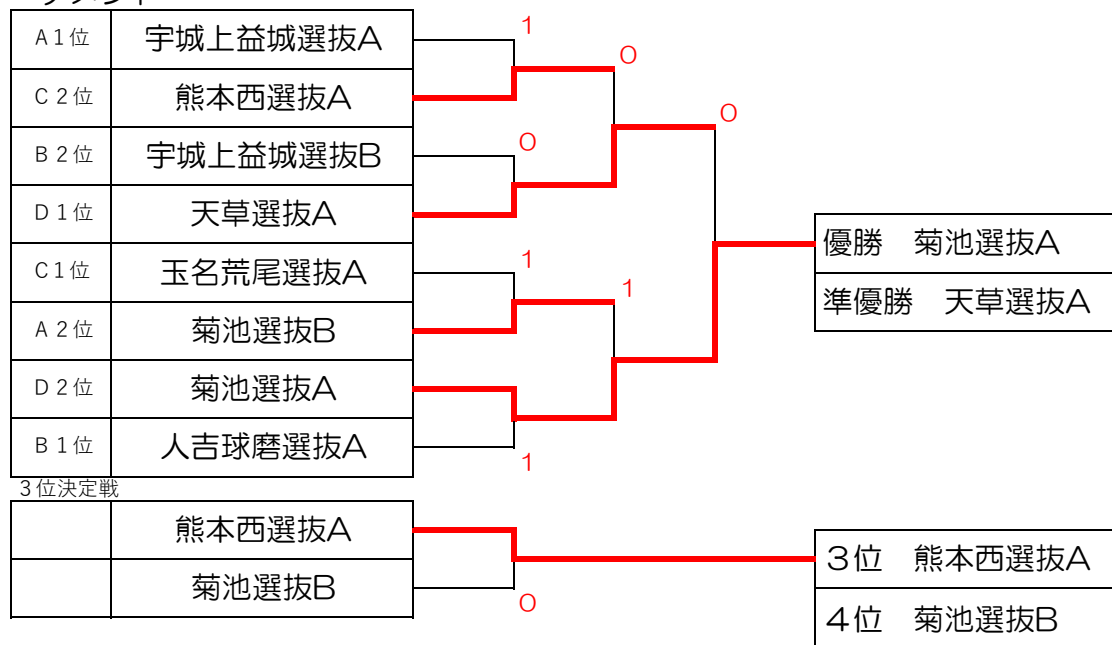 A1位 宇城上益城選抜A 1
0
C2位 熊本西選抜A
0
B2位 宇城上益城選抜B 0
D1位 天草選抜A
優勝 菊池選抜A
C1位 玉名荒尾選抜A 1
1
準優勝 天草選抜A
A2位 菊池選抜B
D2位 菊池選抜A
B1位 人吉球磨選抜A 1
3位決定戦
熊本西選抜A
3位 熊本西選抜A
菊池選抜B 0
4位 菊池選抜B